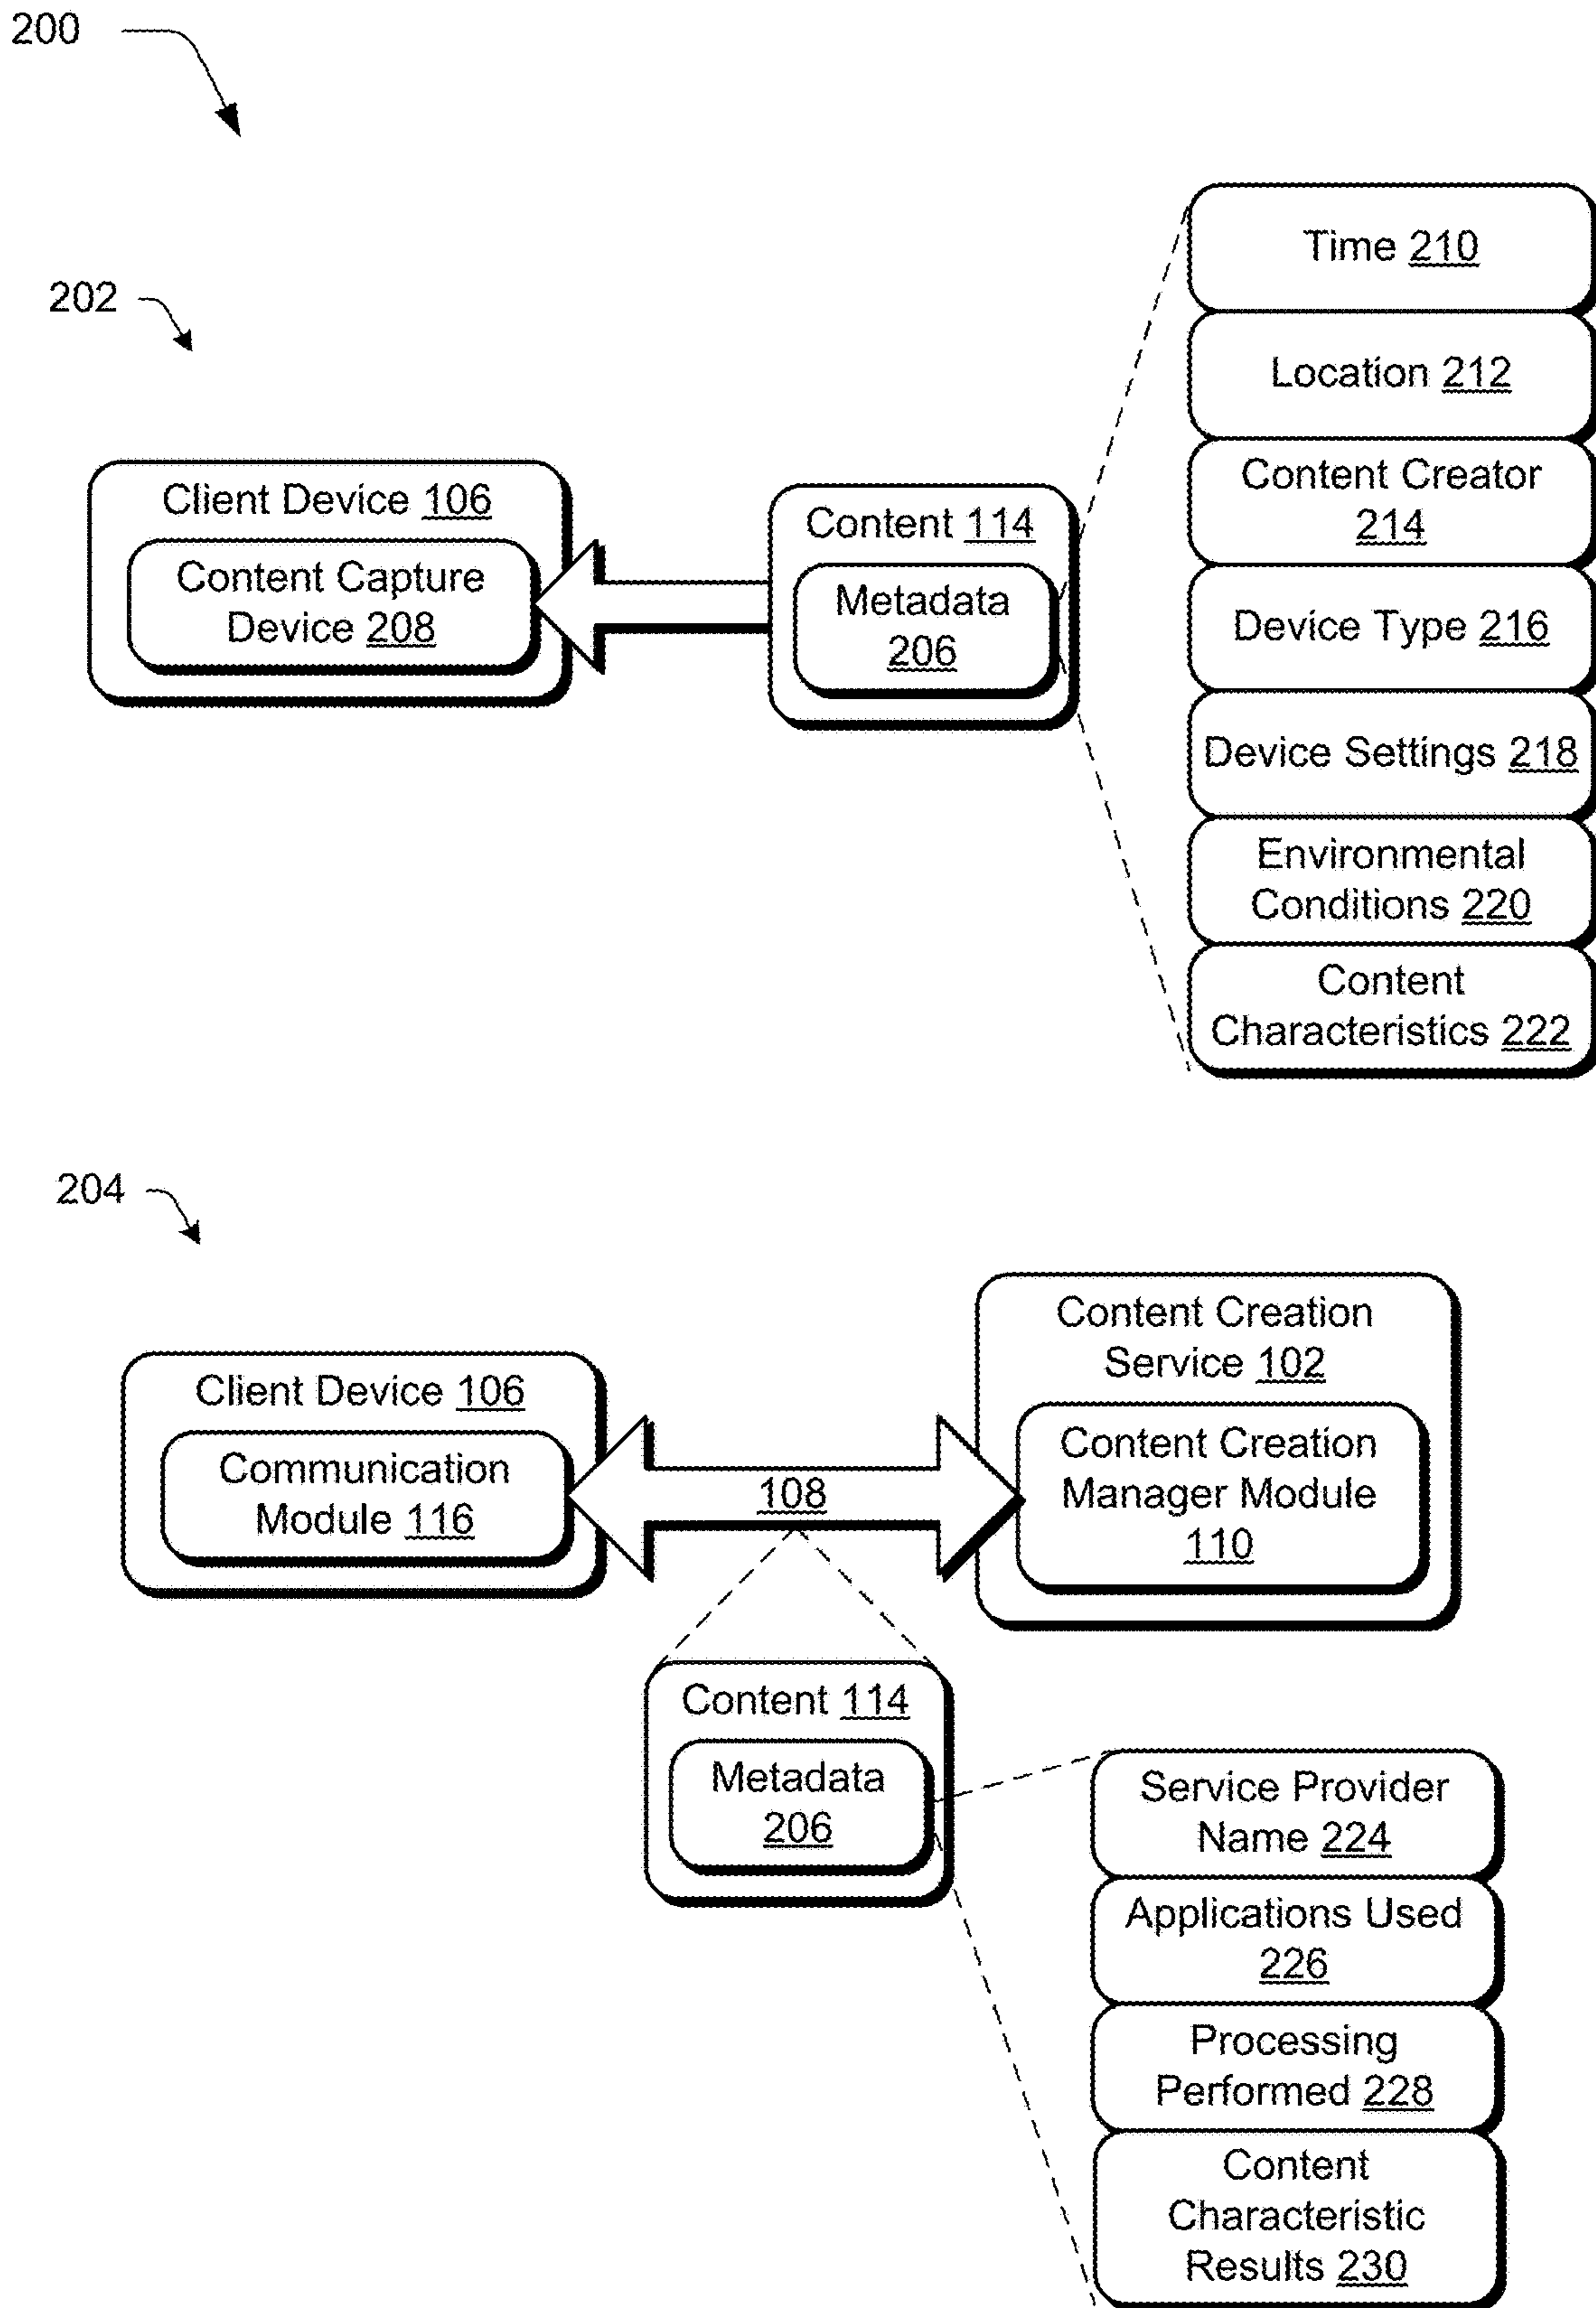 200
202
Time 210
Location 212
Content Creator
214
Device Type 216
Device Settings 218
Environmental
Conditions 220
Content
Characteristics 222
Client Device 106
Content Capture
Device 208
Content 114
Metadata
206
204
Client Device 106
Communication
Module 116
108
Content Creation
Service 102
Content Creation
Manager Module
110
Content 114
Metadata
206
Service Provider
Name 224
Applications Used
226
Processing
Performed 228
Content
Characteristic
Results 230